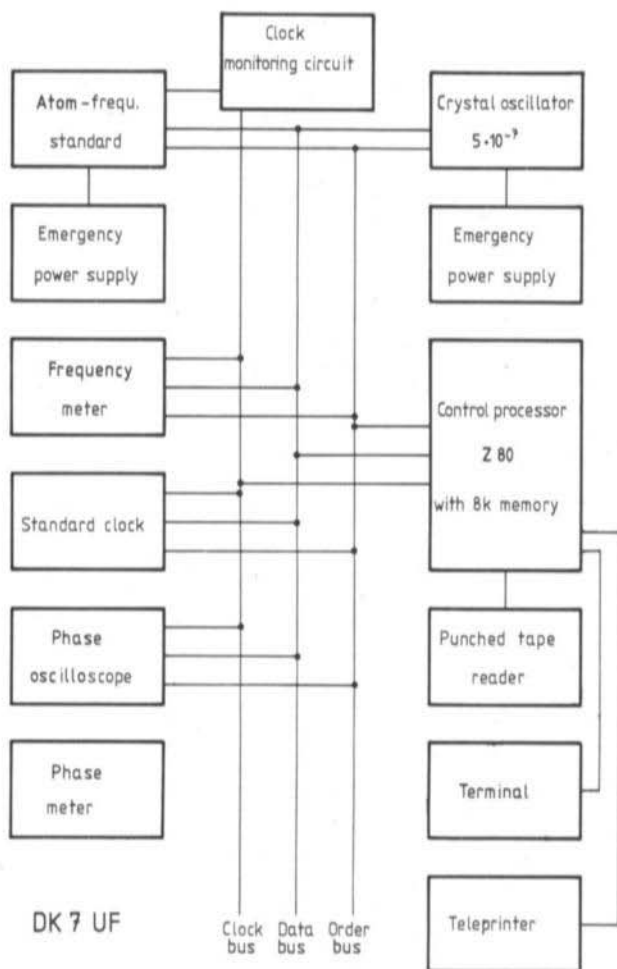 Clock
monitoring circuit
Atom-frequ.
standard
Crystal oscillator
5·10⁻⁹
Emergency
power supply
Emergency
power supply
Frequency
meter
Control processor
Z 80
with 8k memory
Standard clock
Phase
oscilloscope
Punched tape
reader
Phase
meter
Terminal
Teleprinter
DK 7 UF
Clock
bus
Data
bus
Order
bus